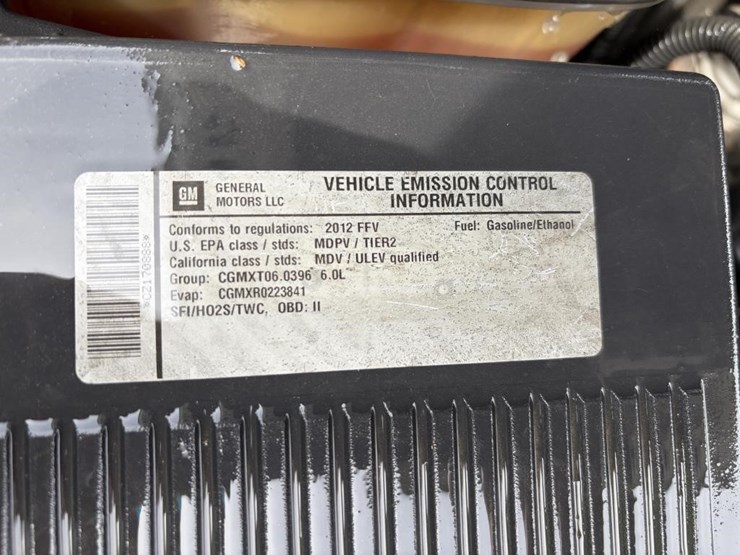 GM
GENERAL
MOTORS LLC
VEHICLE EMISSION CONTROL
INFORMATION
Conforms to regulations: 2012 FFV
Fuel: Gasoline/Ethanol
U.S. EPA class / stds: MDPV / TIER2
California class / stds: MDV / ULEV qualified
Group: CGMXT06.0396 6.0L
Evap: CGMXR0223841
SFI/HO2S/TWC, OBD: II